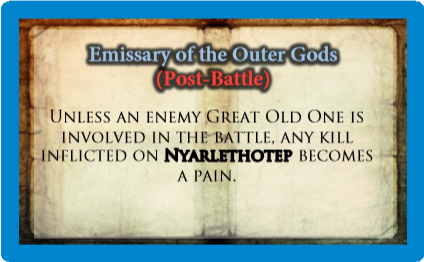 Emissary of the Outer Gods
(Post-Battle)
Unless an enemy Great Old One is
involved in the battle, any kill
inflicted on Nyarlethotep becomes
a pain.